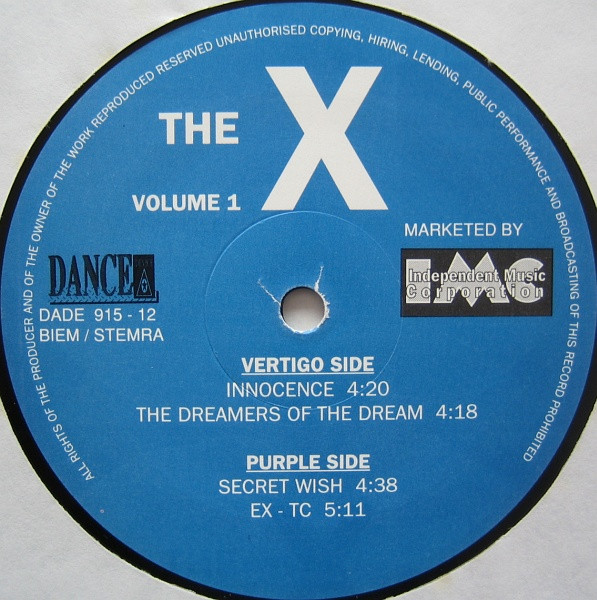 ALL RIGHTS OF THE PRODUCER AND OF THE OWNER OF THE WORK REPRODUCED RESERVED UNAUTHORISED COPYING, HIRING, LENDING, PUBLIC PERFORMANCE AND BROADCASTING OF THIS RECORD PROHIBITED
THE X
VOLUME 1
MARKETED BY
IMC
Independent Music
Corporation
DANCE
DADE 915 - 12
BIEM / STEMRA
VERTIGO SIDE
INNOCENCE 4:20
THE DREAMERS OF THE DREAM 4:18
PURPLE SIDE
SECRET WISH 4:38
EX - TC 5:11